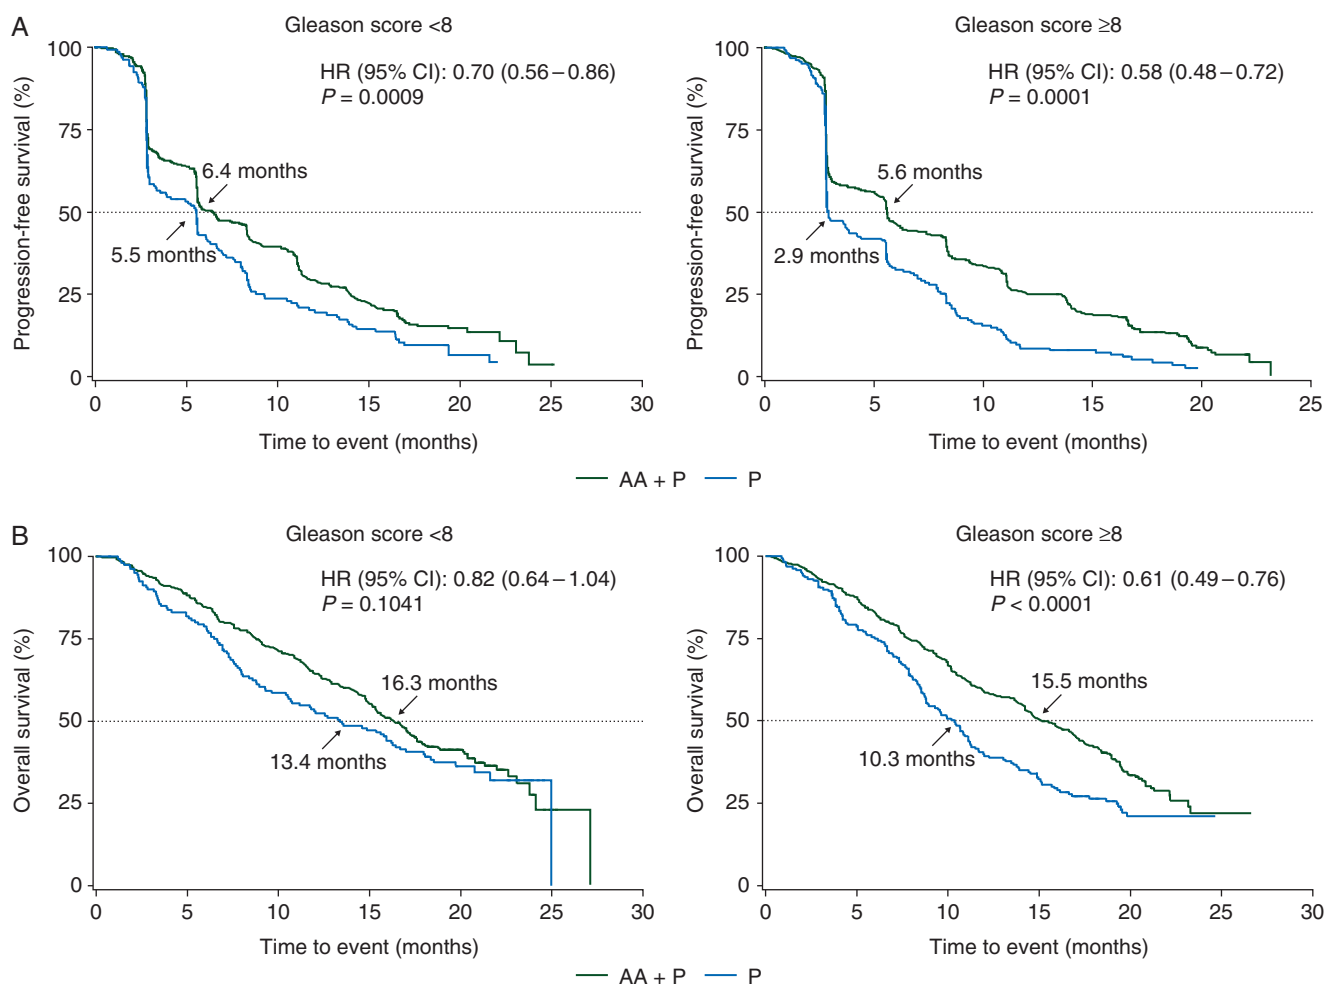 A
Gleason score <8
Progression-free survival (%)
100
75
50
25
0
HR (95% CI): 0.70 (0.56–0.86)
P = 0.0009
6.4 months
5.5 months
0 5 10 15 20 25 30
Time to event (months)
Gleason score ≥8
Progression-free survival (%)
100
75
50
25
0
HR (95% CI): 0.58 (0.48–0.72)
P = 0.0001
5.6 months
2.9 months
0 5 10 15 20 25
Time to event (months)
AA + P P
B
Gleason score <8
Overall survival (%)
100
75
50
25
0
HR (95% CI): 0.82 (0.64–1.04)
P = 0.1041
16.3 months
13.4 months
0 5 10 15 20 25 30
Time to event (months)
Gleason score ≥8
Overall survival (%)
100
75
50
25
0
HR (95% CI): 0.61 (0.49–0.76)
P < 0.0001
15.5 months
10.3 months
0 5 10 15 20 25 30
Time to event (months)
AA + P P